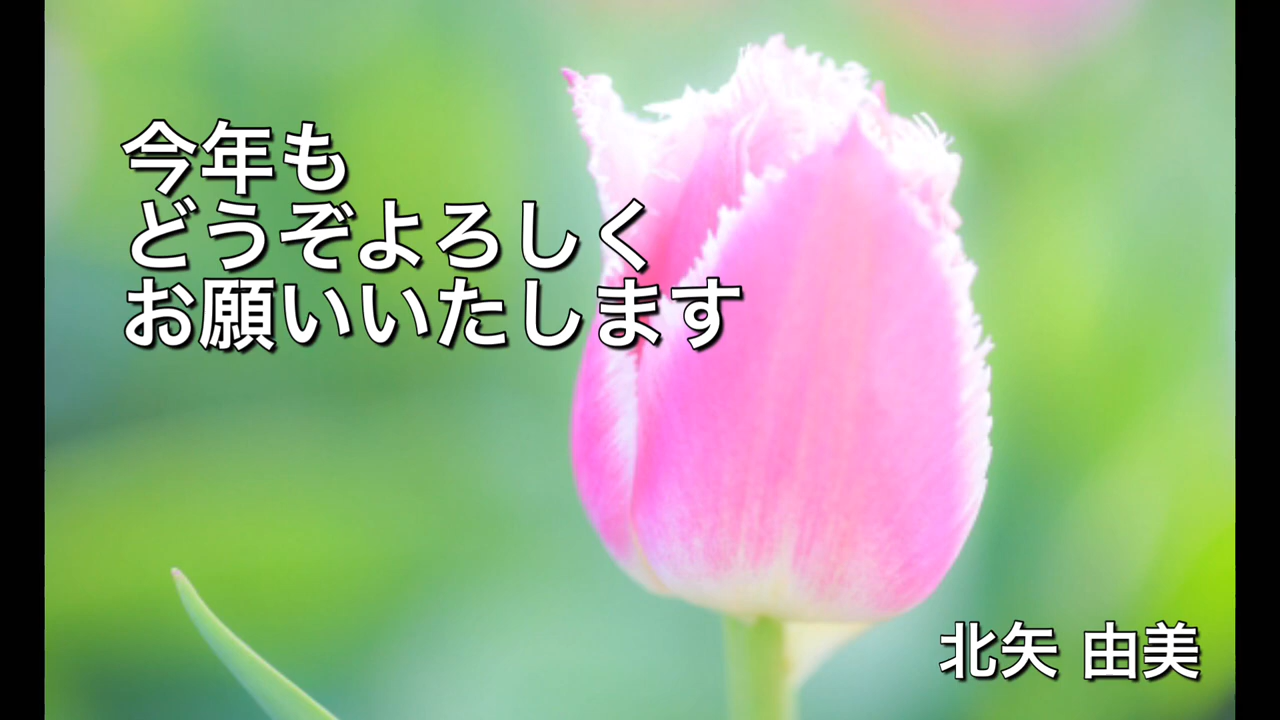 今年も
どうぞよろしく
お願いいたします
北矢 由美